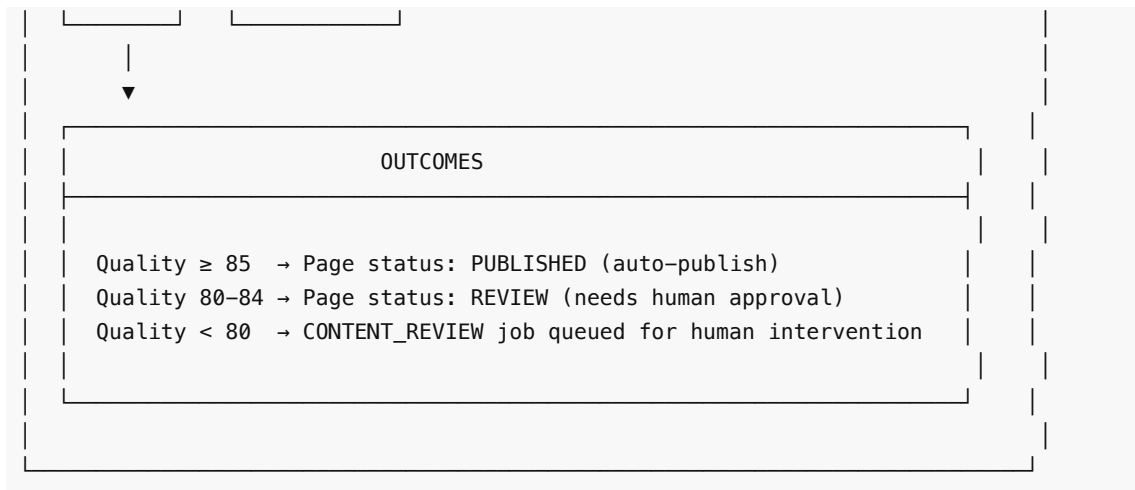 OUTCOMES
Quality ≥ 85 → Page status: PUBLISHED (auto-publish)
Quality 80-84 → Page status: REVIEW (needs human approval)
Quality < 80 → CONTENT_REVIEW job queued for human intervention